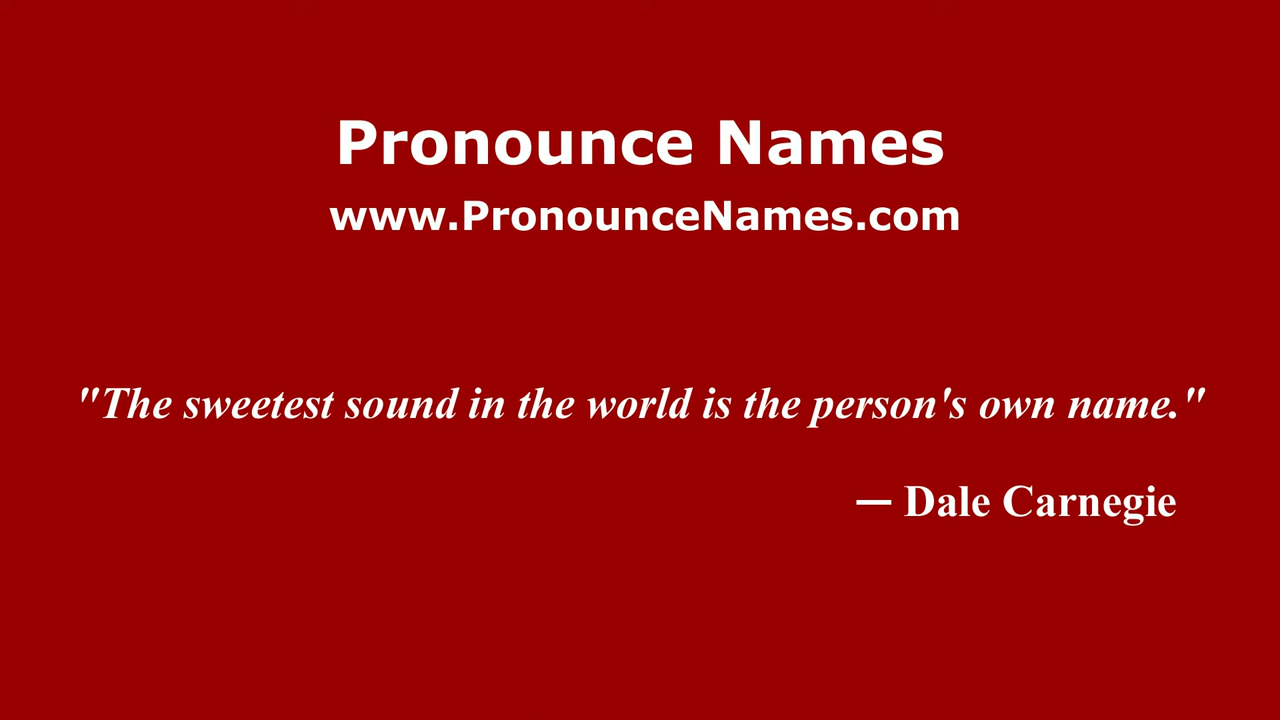 Pronounce Names
www.PronounceNames.com
"The sweetest sound in the world is the person's own name."
— Dale Carnegie